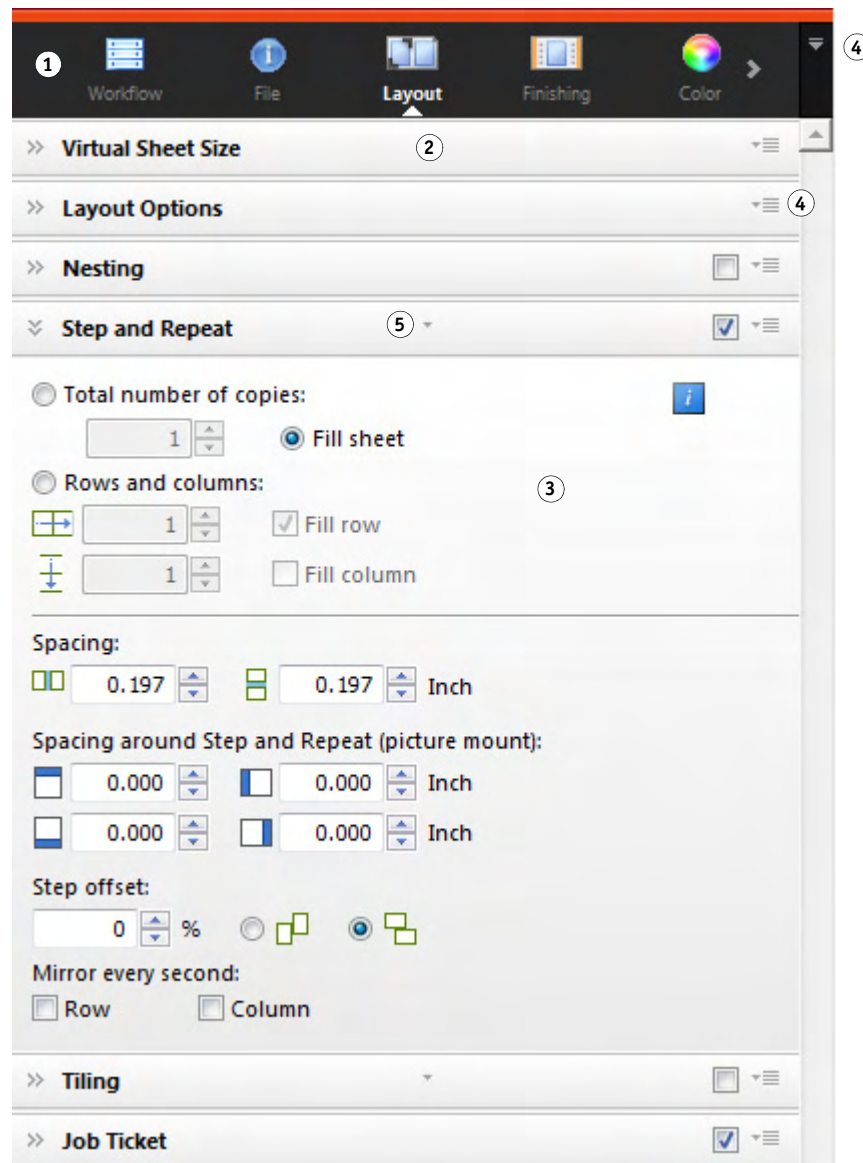 1 Workflow File Layout Finishing Color 4
Virtual Sheet Size 2
Layout Options 4
Nesting
Step and Repeat 5
Total number of copies: i
1 Fill sheet
Rows and columns: 3
1 Fill row
1 Fill column
Spacing:
0.197 0.197 Inch
Spacing around Step and Repeat (picture mount):
0.000 0.000 Inch
0.000 0.000 Inch
Step offset:
0 %
Mirror every second:
Row Column
Tiling
Job Ticket